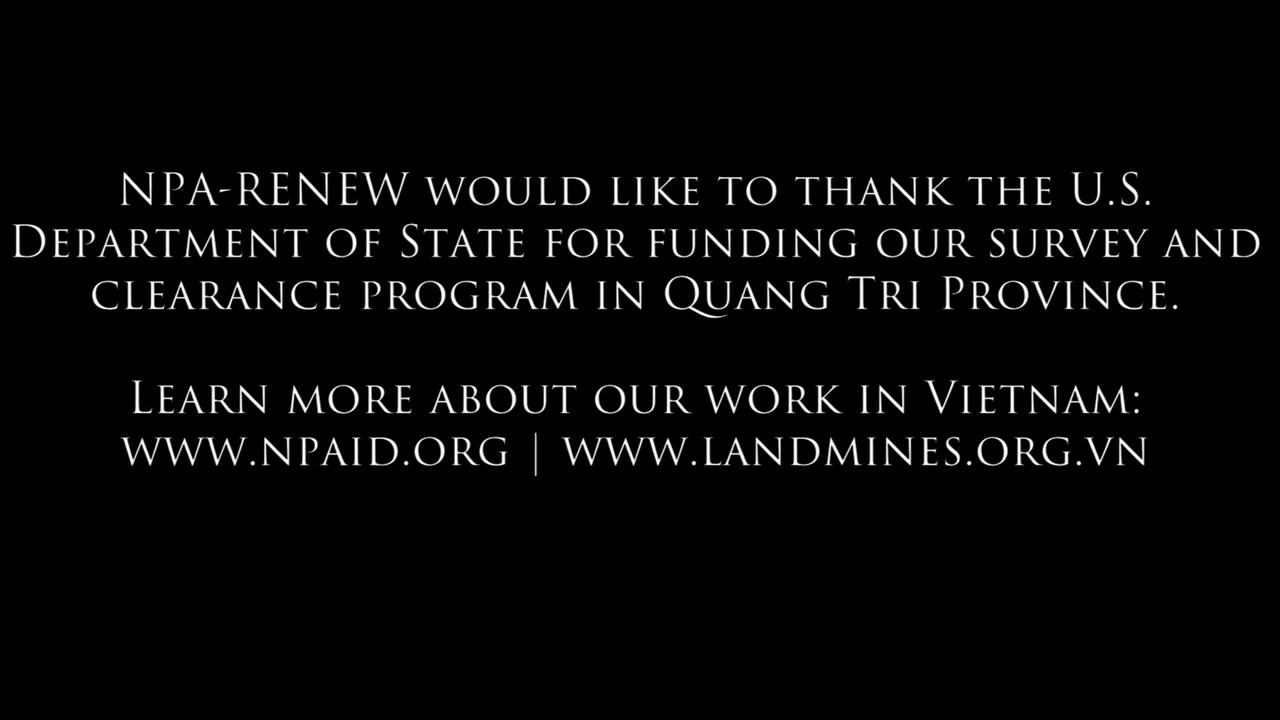 NPA-RENEW would like to thank the U.S.
Department of State for funding our survey and
clearance program in Quang Tri Province.
Learn more about our work in Vietnam:
www.npaid.org | www.landmines.org.vn